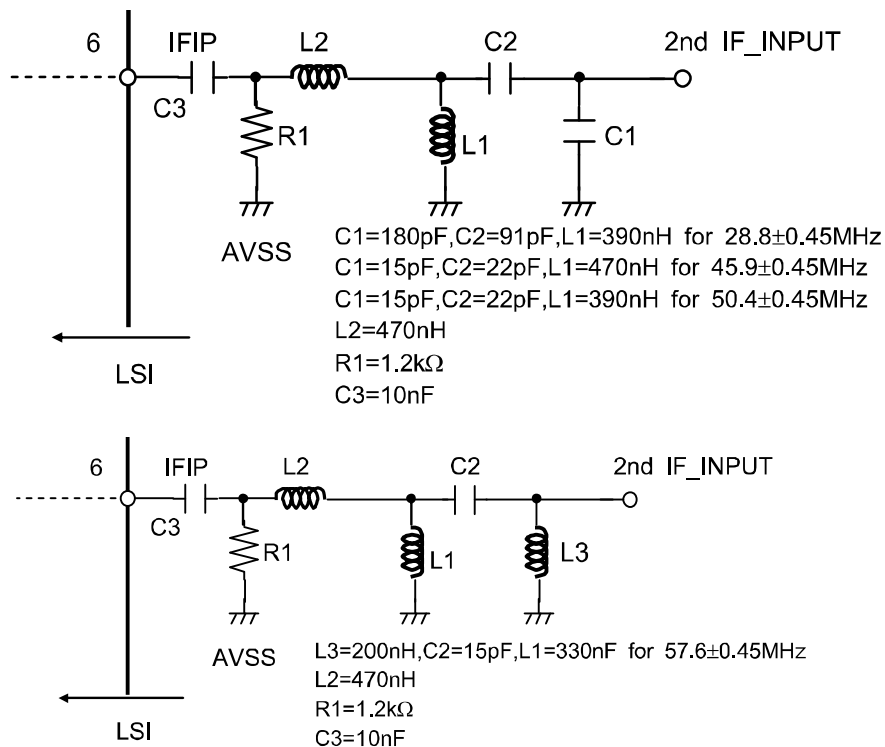 6 IFIP L2 C2 2nd IF_INPUT
C3 R1 L1 C1
AVSS
C1=180pF,C2=91pF,L1=390nH for 28.8±0.45MHz
C1=15pF,C2=22pF,L1=470nH for 45.9±0.45MHz
C1=15pF,C2=22pF,L1=390nH for 50.4±0.45MHz
L2=470nH
R1=1.2kΩ
C3=10nF
LSI
6 IFIP L2 C2 2nd IF_INPUT
C3 R1 L1 L3
AVSS
L3=200nH,C2=15pF,L1=330nF for 57.6±0.45MHz
L2=470nH
R1=1.2kΩ
C3=10nF
LSI